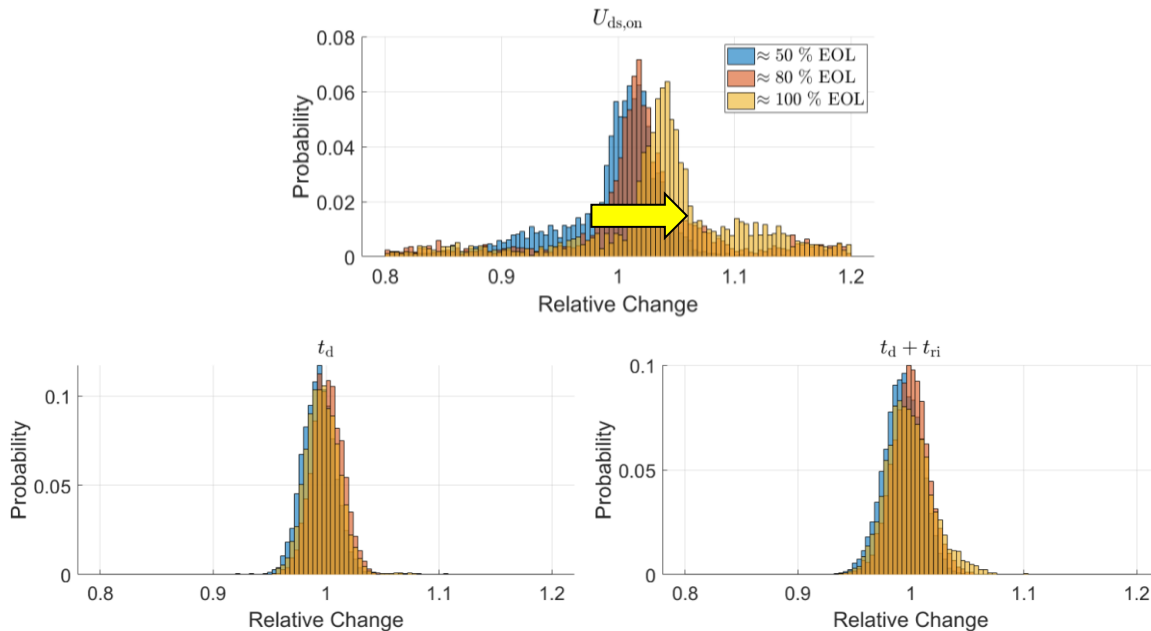 U_ds,on
0.08
0.06
0.04
0.02
0
Probability
≈ 50 % EOL
≈ 80 % EOL
≈ 100 % EOL
0.8 0.9 1 1.1 1.2
Relative Change
t_d
0.1
0.05
0
Probability
0.8 0.9 1 1.1 1.2
Relative Change
t_d + t_ri
0.1
0.05
0
Probability
0.8 0.9 1 1.1 1.2
Relative Change